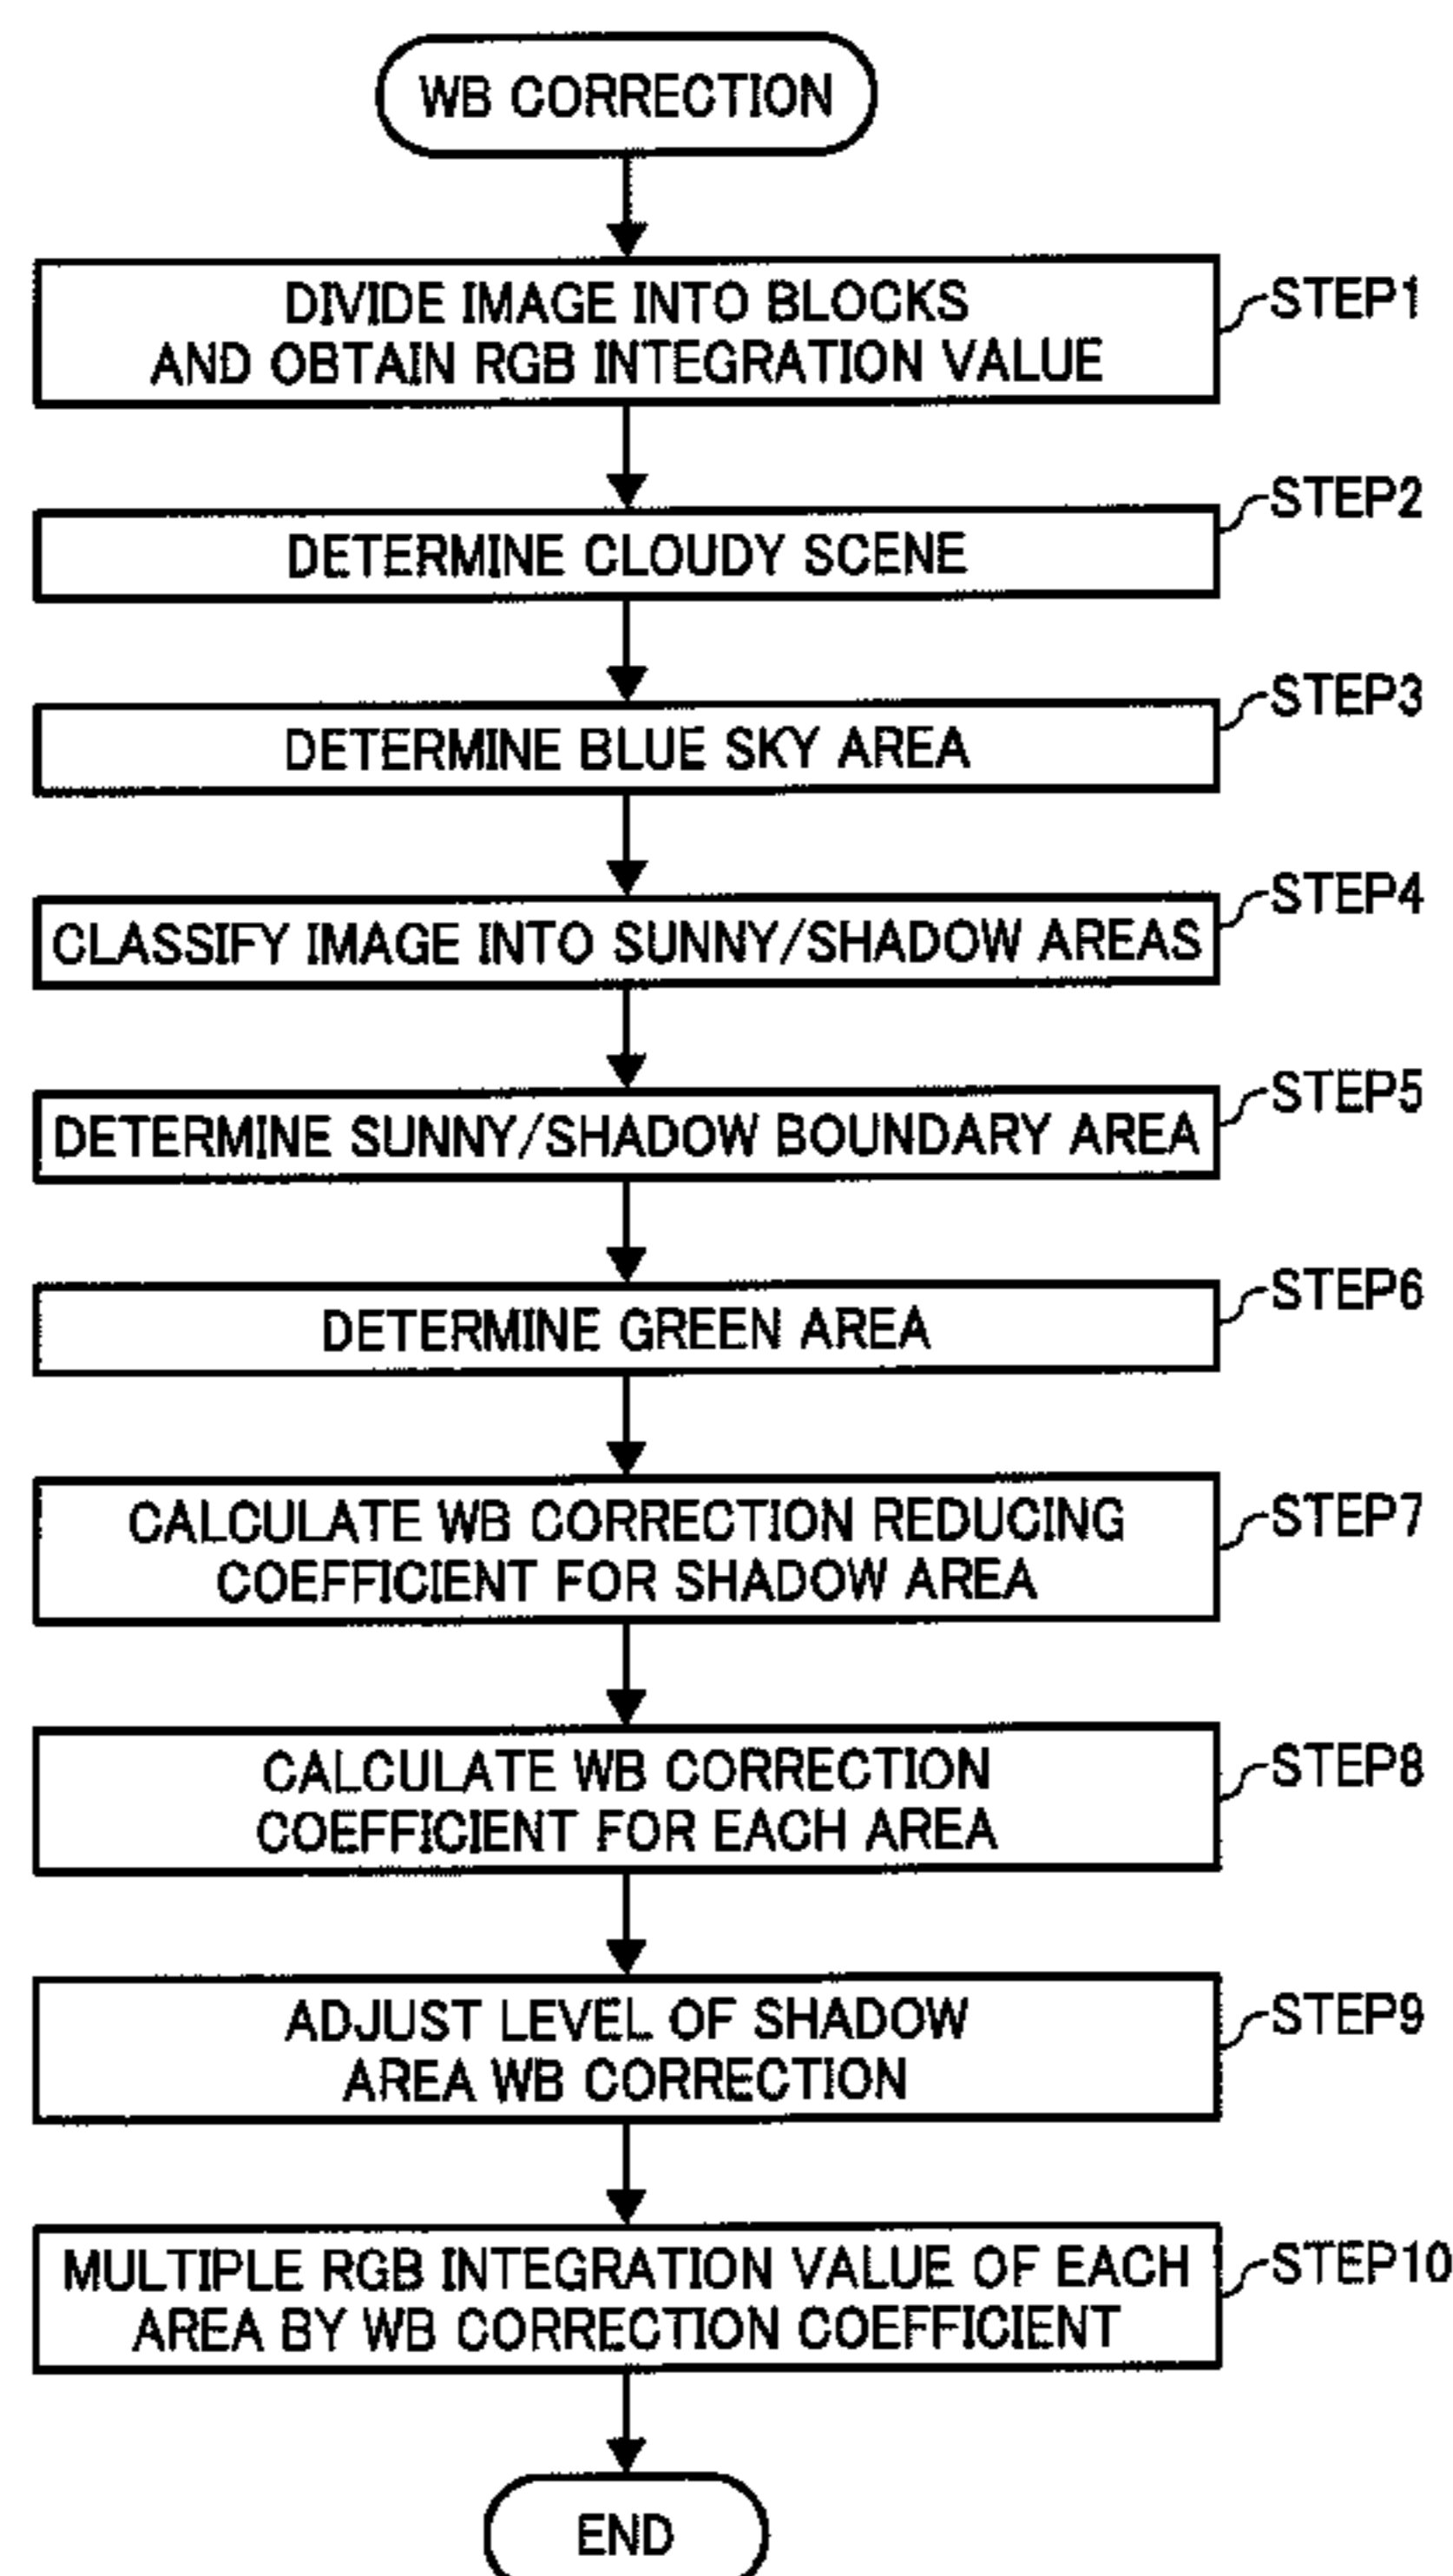 WB CORRECTION
DIVIDE IMAGE INTO BLOCKS
AND OBTAIN RGB INTEGRATION VALUE
STEP1
DETERMINE CLOUDY SCENE
STEP2
DETERMINE BLUE SKY AREA
STEP3
CLASSIFY IMAGE INTO SUNNY/SHADOW AREAS
STEP4
DETERMINE SUNNY/SHADOW BOUNDARY AREA
STEP5
DETERMINE GREEN AREA
STEP6
CALCULATE WB CORRECTION REDUCING
COEFFICIENT FOR SHADOW AREA
STEP7
CALCULATE WB CORRECTION
COEFFICIENT FOR EACH AREA
STEP8
ADJUST LEVEL OF SHADOW
AREA WB CORRECTION
STEP9
MULTIPLE RGB INTEGRATION VALUE OF EACH
AREA BY WB CORRECTION COEFFICIENT
STEP10
END